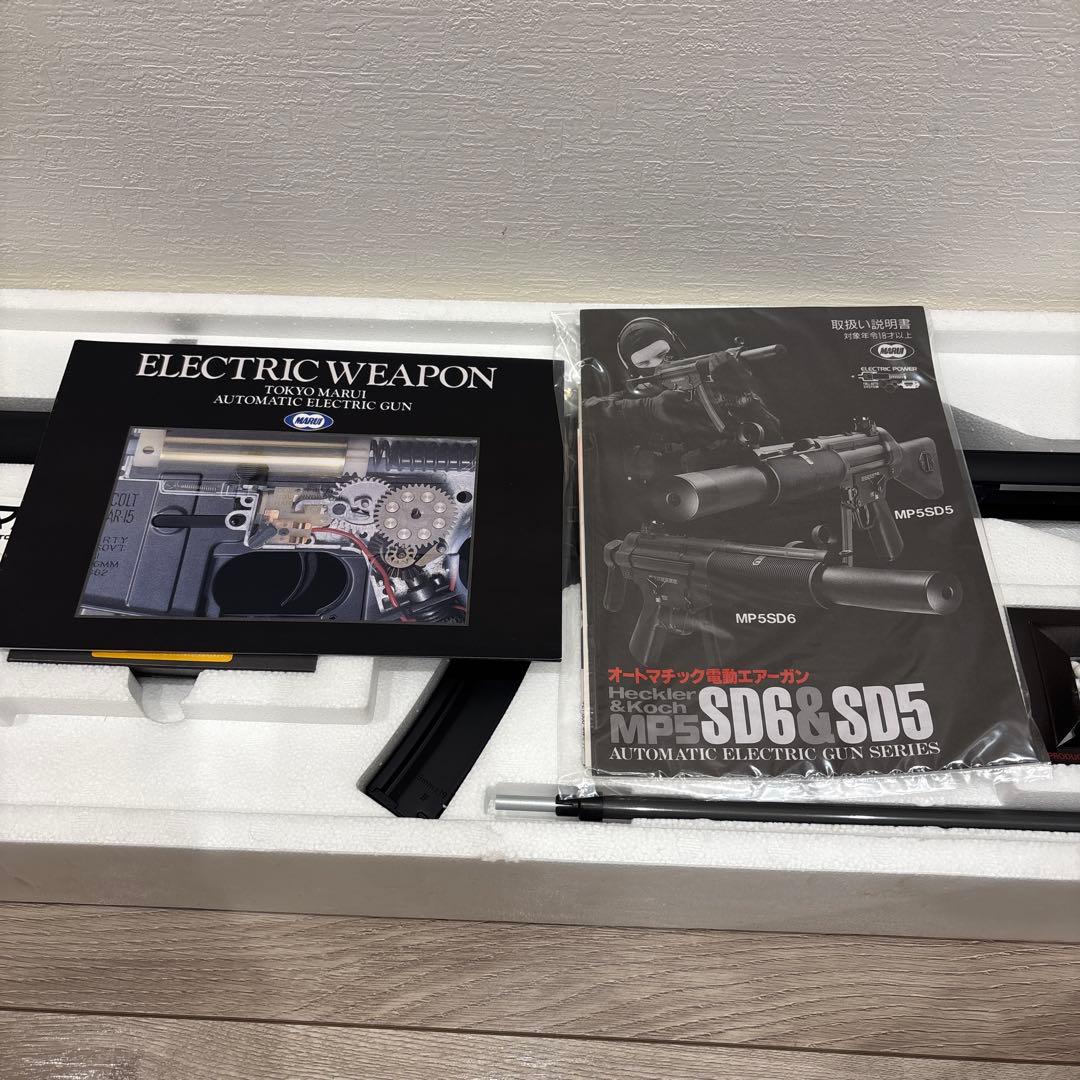 ELECTRIC WEAPON
TOKYO MARUI
AUTOMATIC ELECTRIC GUN
MARUI
COLT
AR-15
取扱い説明書
対象年令18才以上
MARUI
ELECTRIC POWER
MP5SD5
MP5SD6
オートマチック電動エアーガン
Heckler
&Koch
MP5 SD6&SD5
AUTOMATIC ELECTRIC GUN SERIES